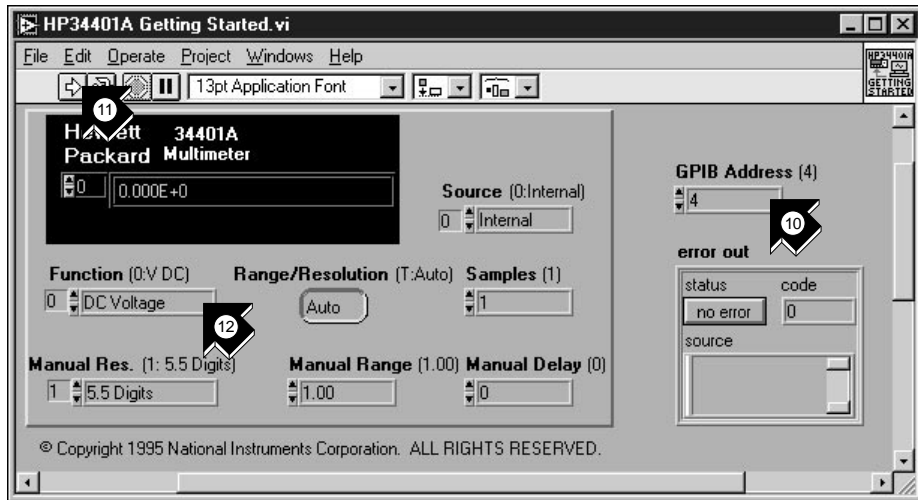 HP34401A Getting Started.vi
File Edit Operate Project Windows Help
13pt Application Font
HP34401A
GETTING
STARTED
11
Hewlett 34401A
Packard Multimeter
0 0.000E+0
Source (0:Internal)
0 Internal
GPIB Address (4)
4
10
error out
status code
no error 0
source
Function (0:V DC) Range/Resolution (T:Auto) Samples (1)
0 DC Voltage Auto 1
12
Manual Res. (1: 5.5 Digits) Manual Range (1.00) Manual Delay (0)
1 5.5 Digits 1.00 0
© Copyright 1995 National Instruments Corporation. ALL RIGHTS RESERVED.